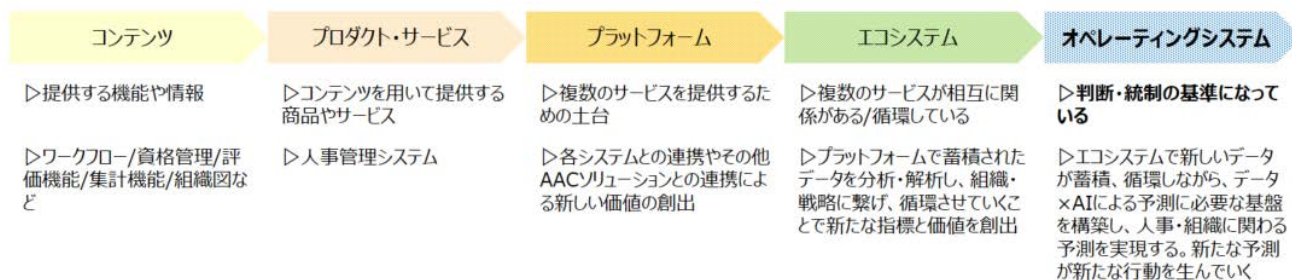 コンテンツ
プロダクト・サービス
プラットフォーム
エコシステム
オペレーティングシステム
▷提供する機能や情報
▷ワークフロー/資格管理/評
価機能/集計機能/組織図な
ど
▷コンテンツを用いて提供する
商品やサービス
▷人事管理システム
▷複数のサービスを提供するた
めの土台
▷各システムとの連携やその他
AACソリューションとの連携によ
る新しい価値の創出
▷複数のサービスが相互に関
係がある/循環している
▷プラットフォームで蓄積された
データを分析・解析し、組織・
戦略に繋げ、循環させていくこ
とで新たな指標と価値を創出
▷判断・統制の基準になって
いる
▷エコシステムで新しいデータ
が蓄積、循環しながら、データ
×AIによる予測に必要な基盤
を構築し、人事・組織に関わる
予測を実現する。新たな予測
が新たな行動を生んでいく